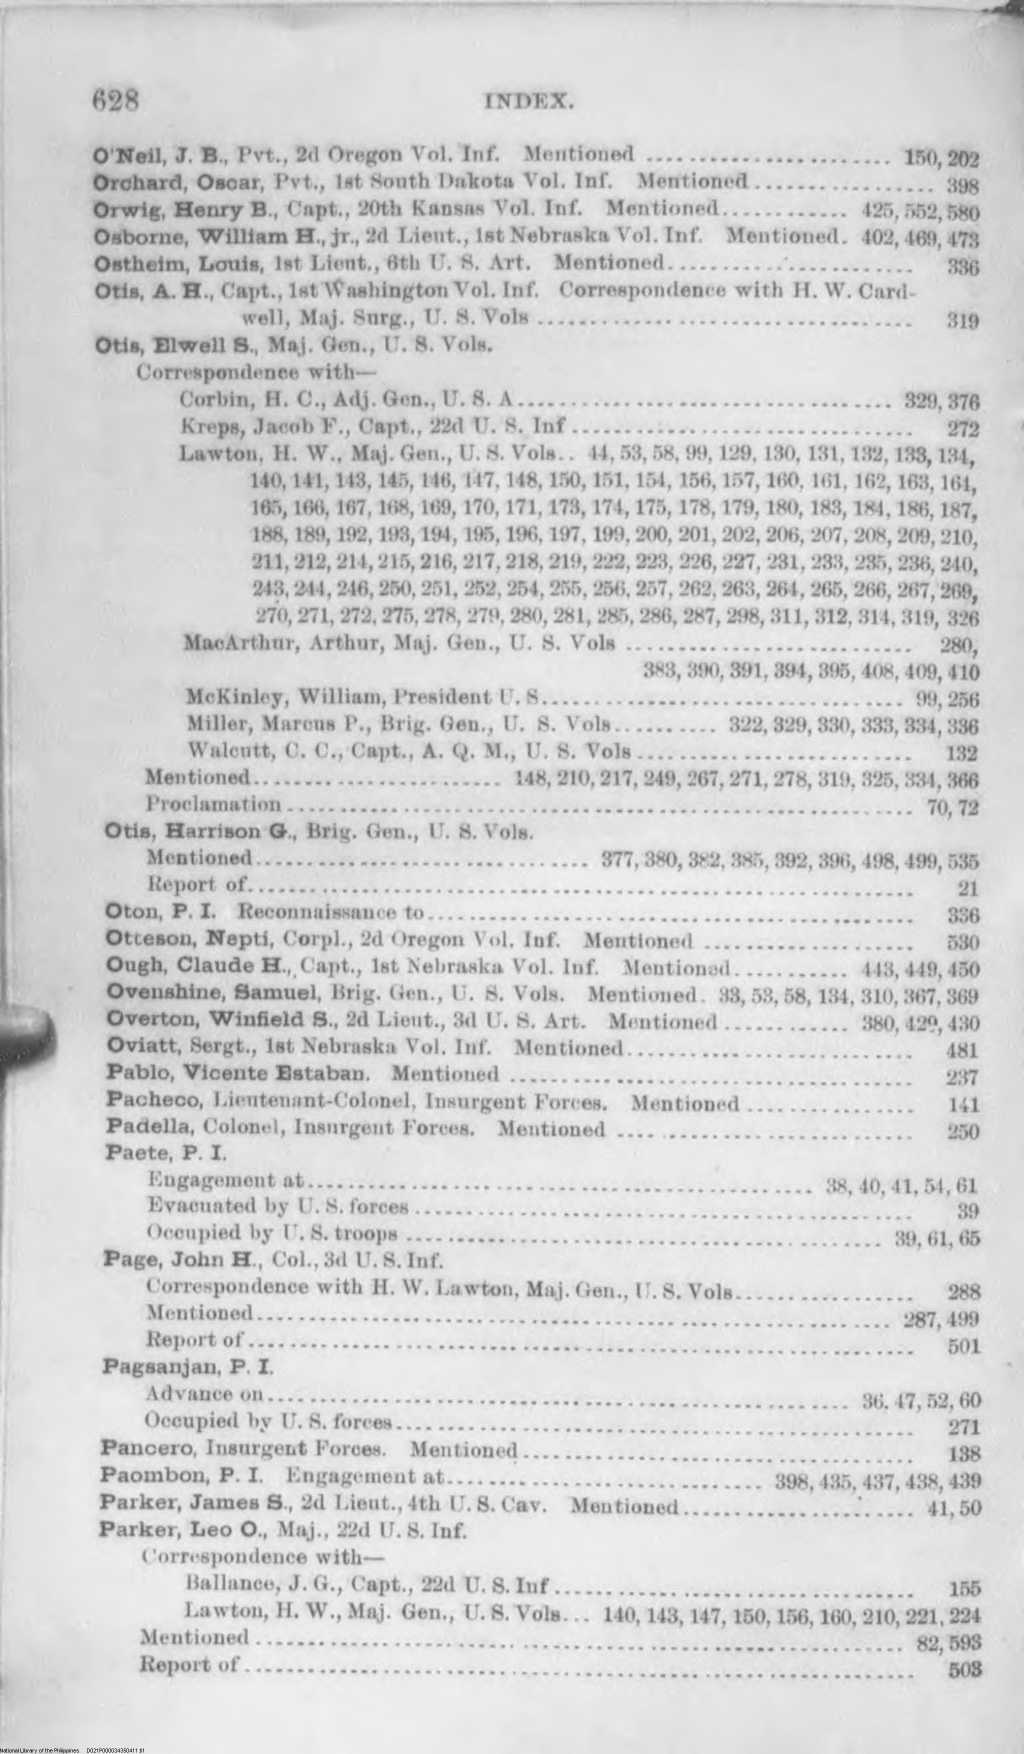 628 INDEX.
O'Neil, J. B., Pvt., 2d Oregon Vol. Inf. Mentioned ........................ 150, 202
Orchard, Oscar, Pvt., 1st South Dakota Vol. Inf. Mentioned .................. 398
Orwig, Henry B., Capt., 20th Kansas Vol. Inf. Mentioned ............ 425, 552, 580
Osborne, William H., jr., 2d Lieut., 1st Nebraska Vol. Inf. Mentioned. 402, 469, 473
Ostheim, Louis, 1st Lieut., 6th U. S. Art. Mentioned ........................ 336
Otis, A. H., Capt., 1st Washington Vol. Inf. Correspondence with H. W. Card-
well, Maj. Surg., U. S. Vols .................................... 319
Otis, Elwell S., Maj. Gen., U. S. Vols.
Correspondence with—
Corbin, H. C., Adj. Gen., U. S. A .................................... 329, 376
Kreps, Jacob F., Capt., 22d U. S. Inf ................................ 272
Lawton, H. W., Maj. Gen., U. S. Vols.. 44, 53, 58, 99, 129, 130, 131, 132, 133, 134,
140, 141, 143, 145, 146, 147, 148, 150, 151, 154, 156, 157, 160, 161, 162, 163, 164,
165, 166, 167, 168, 169, 170, 171, 173, 174, 175, 178, 179, 180, 183, 184, 186, 187,
188, 189, 192, 193, 194, 195, 196, 197, 199, 200, 201, 202, 206, 207, 208, 209, 210,
211, 212, 214, 215, 216, 217, 218, 219, 222, 223, 226, 227, 231, 233, 235, 236, 240,
243, 244, 246, 250, 251, 252, 254, 255, 256, 257, 262, 263, 264, 265, 266, 267, 269,
270, 271, 272, 275, 278, 279, 280, 281, 285, 286, 287, 298, 311, 312, 314, 319, 326
MacArthur, Arthur, Maj. Gen., U. S. Vols ........................... 280,
383, 390, 391, 394, 395, 408, 409, 410
McKinley, William, President U. S. .................................. 99, 256
Miller, Marcus P., Brig. Gen., U. S. Vols ........... 322, 329, 330, 333, 334, 336
Walcutt, C. C., Capt., A. Q. M., U. S. Vols ......................... 132
Mentioned ........................ 148, 210, 217, 249, 267, 271, 278, 319, 325, 334, 366
Proclamation .......................................................... 70, 72
Otis, Harrison G., Brig. Gen., U. S. Vols.
Mentioned ................................ 377, 380, 382, 385, 392, 396, 498, 499, 535
Report of ............................................................. 21
Oton, P. I. Reconnaissance to ............................................ 336
Otteson, Nepti, Corpl., 2d Oregon Vol. Inf. Mentioned .................... 530
Ough, Claude H., Capt., 1st Nebraska Vol. Inf. Mentioned ........... 443, 449, 450
Ovenshine, Samuel, Brig. Gen., U. S. Vols. Mentioned. 33, 53, 58, 134, 310, 367, 369
Overton, Winfield S., 2d Lieut., 3d U. S. Art. Mentioned ............ 380, 429, 430
Oviatt, Sergt., 1st Nebraska Vol. Inf. Mentioned ........................... 481
Pablo, Vicente Estaban. Mentioned ...................................... 237
Pacheco, Lieutenant-Colonel, Insurgent Forces. Mentioned ................ 141
Padella, Colonel, Insurgent Forces. Mentioned ............................ 250
Paete, P. I.
Engagement at ............................................... 38, 40, 41, 54, 61
Evacuated by U. S. forces ............................................... 39
Occupied by U. S. troops ............................................ 39, 61, 65
Page, John H., Col., 3d U. S. Inf.
Correspondence with H. W. Lawton, Maj. Gen., U. S. Vols ................. 288
Mentioned ............................................................ 287, 499
Report of .............................................................. 501
Pagsanjan, P. I.
Advance on ...................................................... 36, 47, 52, 60
Occupied by U. S. forces ................................................ 271
Pancero, Insurgent Forces. Mentioned ..................................... 138
Paombon, P. I. Engagement at .............................. 398, 435, 437, 438, 439
Parker, James S., 2d Lieut., 4th U. S. Cav. Mentioned ...................... 41, 50
Parker, Leo O., Maj., 22d U. S. Inf.
Correspondence with—
Ballance, J. G., Capt., 22d U. S. Inf .................................. 155
Lawton, H. W., Maj. Gen., U. S. Vols... 140, 143, 147, 150, 156, 160, 210, 221, 224
Mentioned ............................................................ 82, 593
Report of .............................................................. 503
National Library of the Philippines D021P000034350411.tif